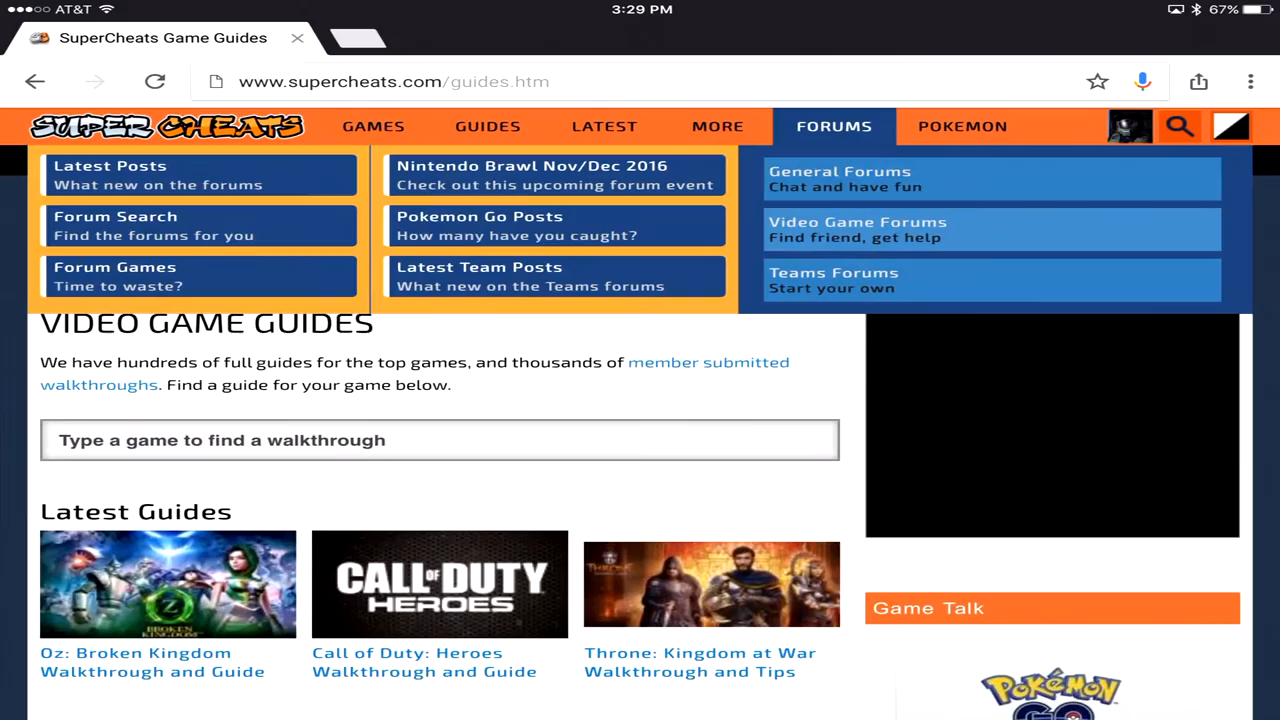 AT&T
3:29 PM
67%
SuperCheats Game Guides
www.supercheats.com/guides.htm
SUPER CHEATS
GAMES
GUIDES
LATEST
MORE
FORUMS
POKEMON
Latest Posts
What new on the forums
Forum Search
Find the forums for you
Forum Games
Time to waste?
Nintendo Brawl Nov/Dec 2016
Check out this upcoming forum event
Pokemon Go Posts
How many have you caught?
Latest Team Posts
What new on the Teams forums
General Forums
Chat and have fun
Video Game Forums
Find friend, get help
Teams Forums
Start your own
VIDEO GAME GUIDES
We have hundreds of full guides for the top games, and thousands of member submitted
walkthroughs. Find a guide for your game below.
Type a game to find a walkthrough
Latest Guides
Z
BROKEN
KINGDOM
Oz: Broken Kingdom
Walkthrough and Guide
CALL OF DUTY
HEROES
Call of Duty: Heroes
Walkthrough and Guide
THRONE
Throne: Kingdom at War
Walkthrough and Tips
Game Talk
POKÉMON
GO